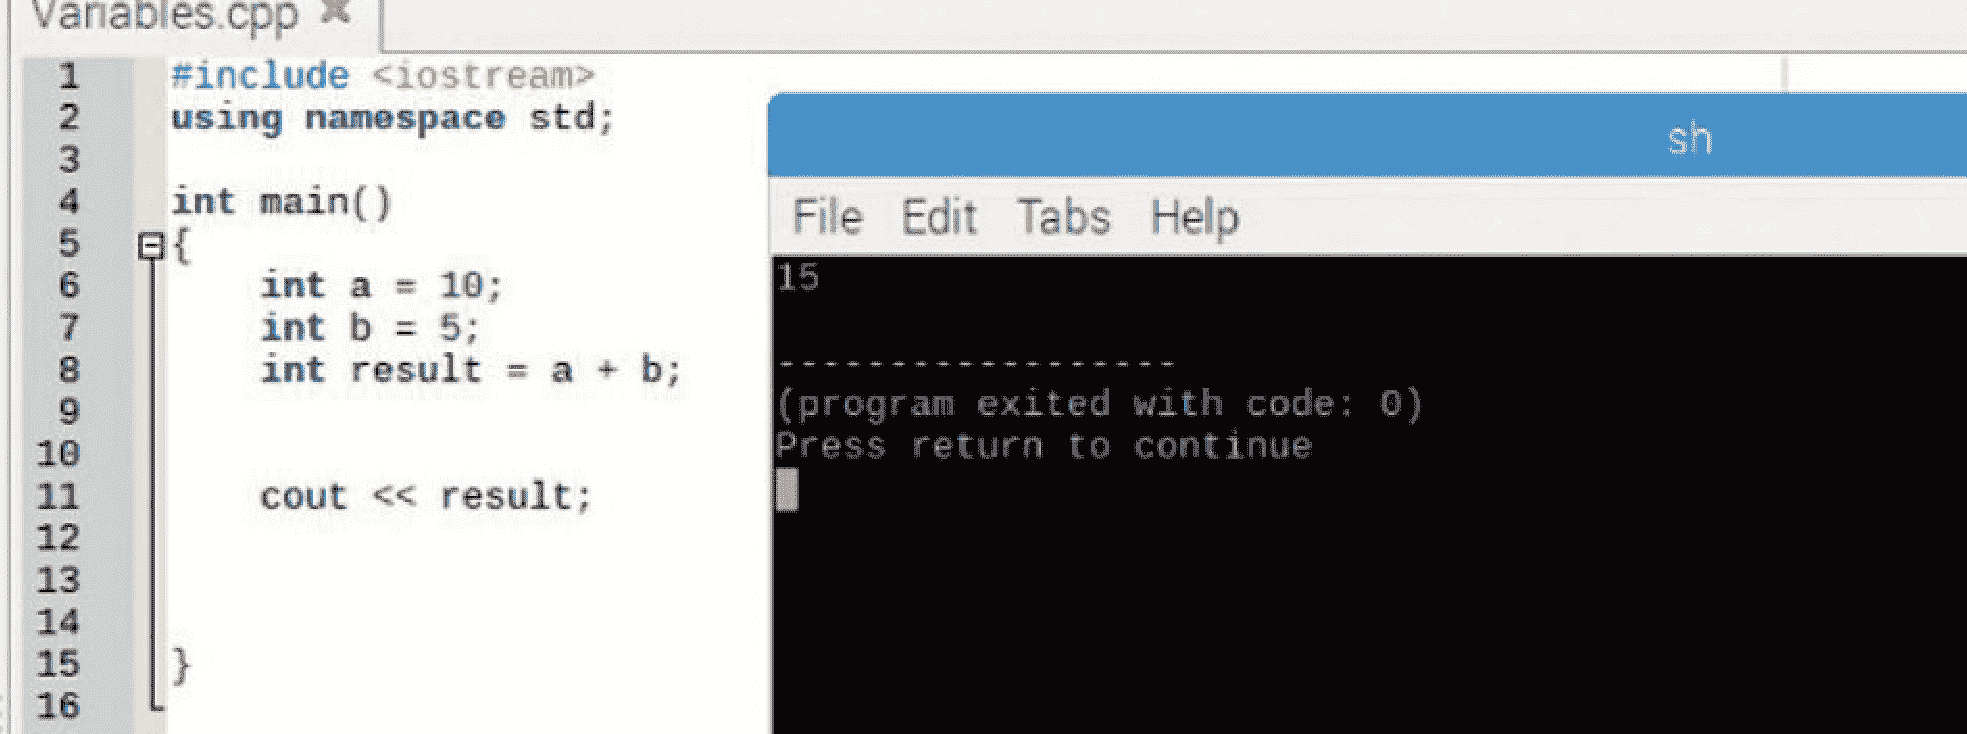 Variables.cpp
1 #include <iostream>
2 using namespace std;
3
4 int main()
5 {
6 int a = 10;
7 int b = 5;
8 int result = a + b;
9
10
11 cout << result;
12
13
14
15 }
16
sh
File Edit Tabs Help
15
------------------
(program exited with code: 0)
Press return to continue